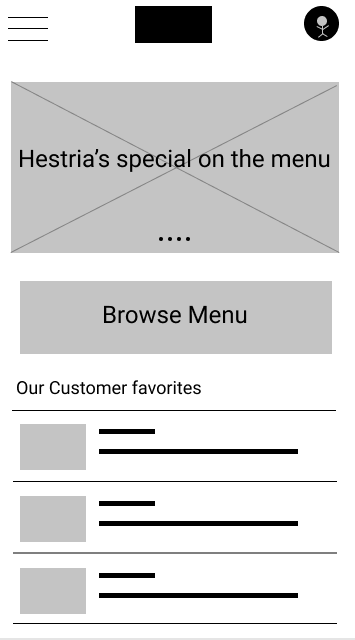 Hestria’s special on the menu
Browse Menu
Our Customer favorites